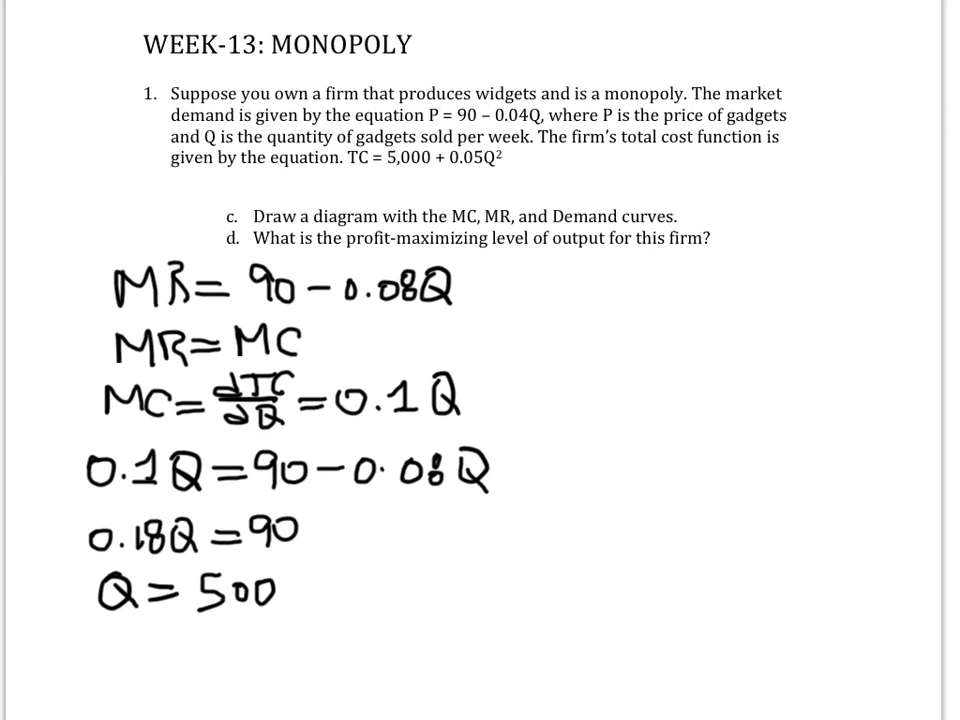 WEEK-13: MONOPOLY
1. Suppose you own a firm that produces widgets and is a monopoly. The market
demand is given by the equation P = 90 – 0.04Q, where P is the price of gadgets
and Q is the quantity of gadgets sold per week. The firm's total cost function is
given by the equation. TC = 5,000 + 0.05Q²
c. Draw a diagram with the MC, MR, and Demand curves.
d. What is the profit-maximizing level of output for this firm?
MR = 90 - 0.08Q
MR = MC
MC = dTC/dQ = 0.1Q
0.1Q = 90 - 0.08Q
0.18Q = 90
Q = 500